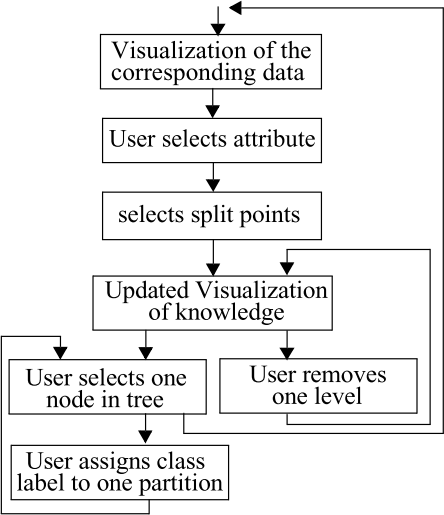 Visualization of the
corresponding data
User selects attribute
selects split points
Updated Visualization
of knowledge
User selects one
node in tree
User removes
one level
User assigns class
label to one partition